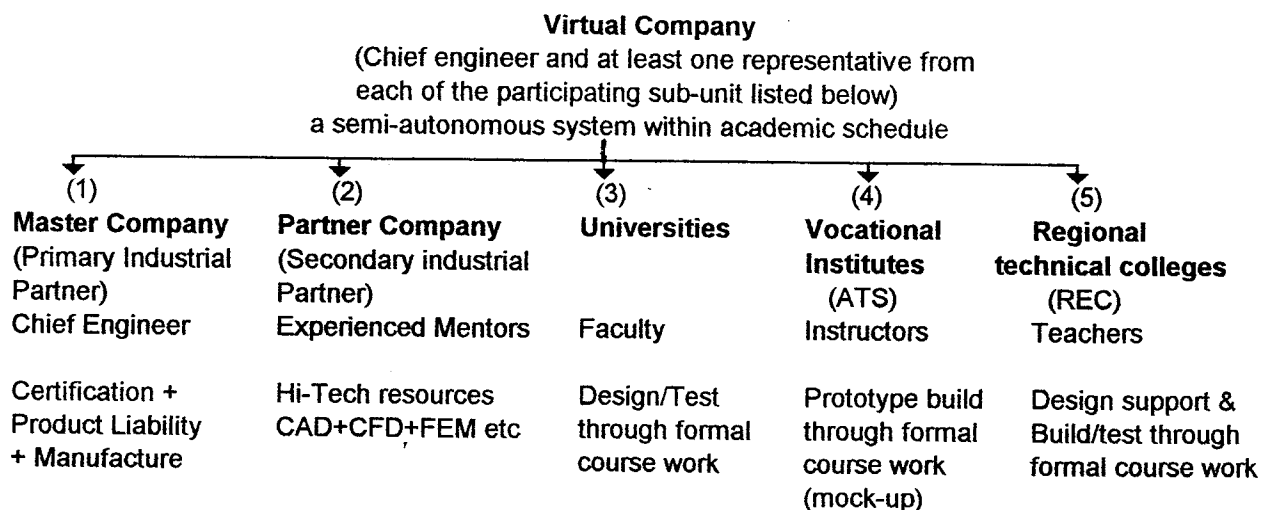 Virtual Company
(Chief engineer and at least one representative from
each of the participating sub-unit listed below)
a semi-autonomous system within academic schedule
(1)
Master Company
(Primary Industrial
Partner)
Chief Engineer
Certification +
Product Liability
+ Manufacture
(2)
Partner Company
(Secondary industrial
Partner)
Experienced Mentors
Hi-Tech resources
CAD+CFD+FEM etc
(3)
Universities
Faculty
Design/Test
through formal
course work
(4)
Vocational
Institutes
(ATS)
Instructors
Prototype build
through formal
course work
(mock-up)
(5)
Regional
technical colleges
(REC)
Teachers
Design support &
Build/test through
formal course work